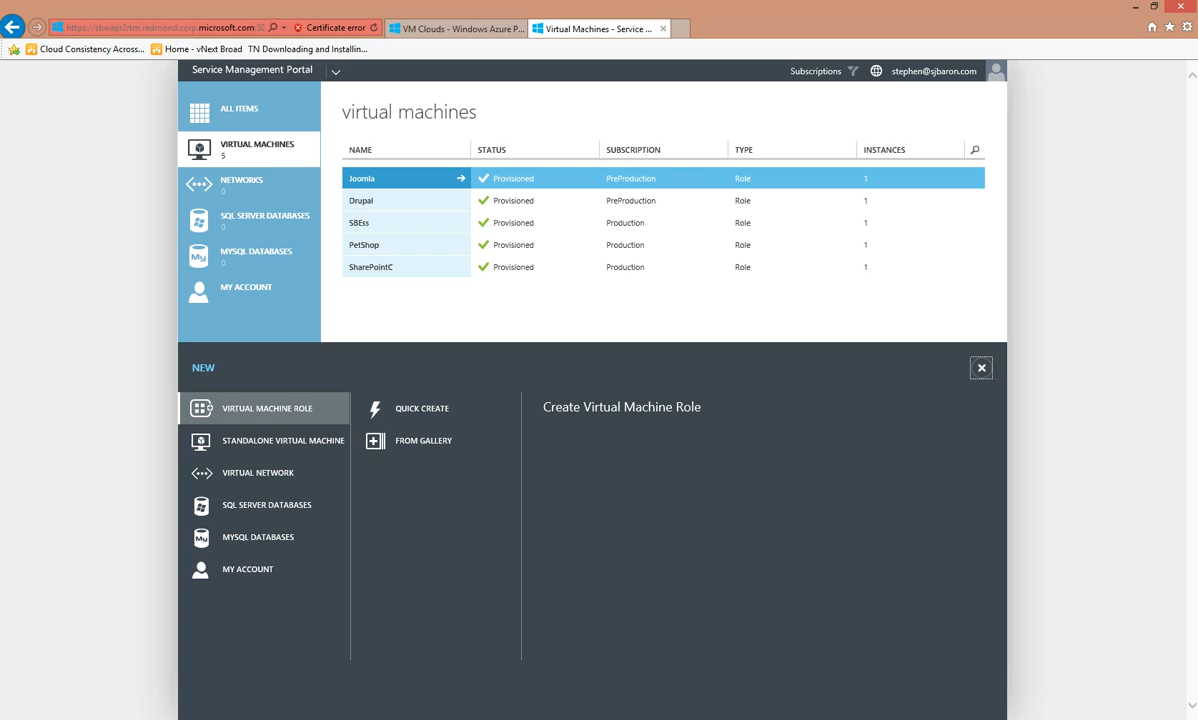 https://sbwapi2rtm.redmond.corp.microsoft.com:30 Certificate error VM Clouds - Windows Azure P... Virtual Machines - Service ...
Cloud Consistency Across... Home - vNext Broad TN Downloading and Installin...
Service Management Portal Subscriptions stephen@sjbaron.com
ALL ITEMS
VIRTUAL MACHINES
5
NETWORKS
0
SQL SERVER DATABASES
0
MYSQL DATABASES
0
MY ACCOUNT
virtual machines
NAME STATUS SUBSCRIPTION TYPE INSTANCES
Joomla Provisioned PreProduction Role 1
Drupal Provisioned PreProduction Role 1
SBEss Provisioned Production Role 1
PetShop Provisioned Production Role 1
SharePointC Provisioned Production Role 1
NEW
VIRTUAL MACHINE ROLE
STANDALONE VIRTUAL MACHINE
VIRTUAL NETWORK
SQL SERVER DATABASES
My MYSQL DATABASES
MY ACCOUNT
QUICK CREATE
FROM GALLERY
Create Virtual Machine Role